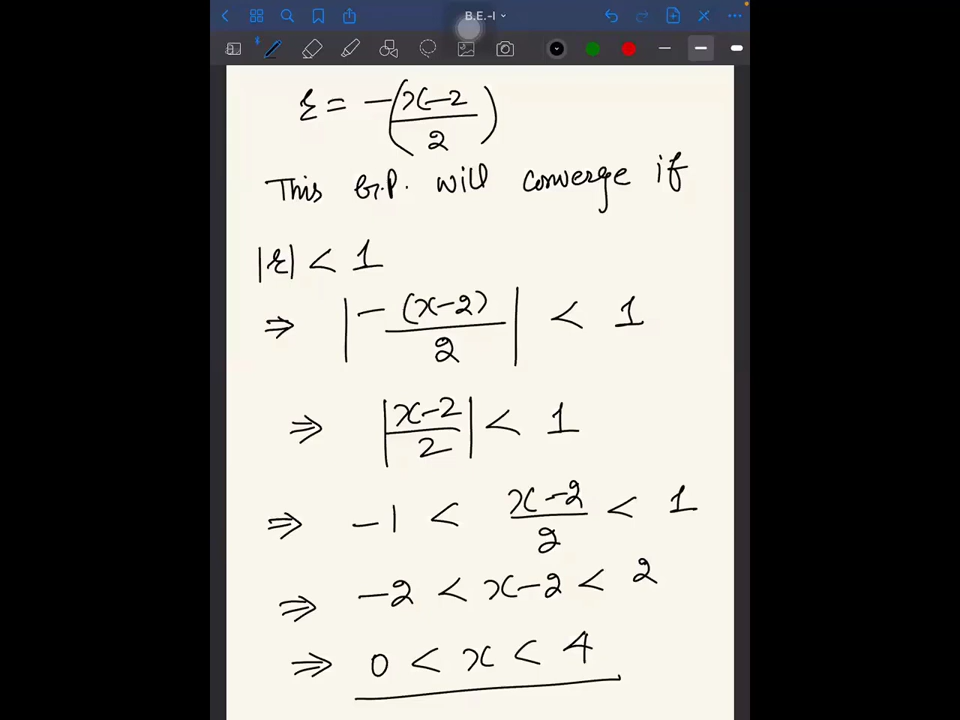 B.E.-I
r = -((x-2)/2)
This G.P. will converge if
|r| < 1
⇒ |-(x-2)/2| < 1
⇒ |(x-2)/2| < 1
⇒ -1 < (x-2)/2 < 1
⇒ -2 < x-2 < 2
⇒ 0 < x < 4